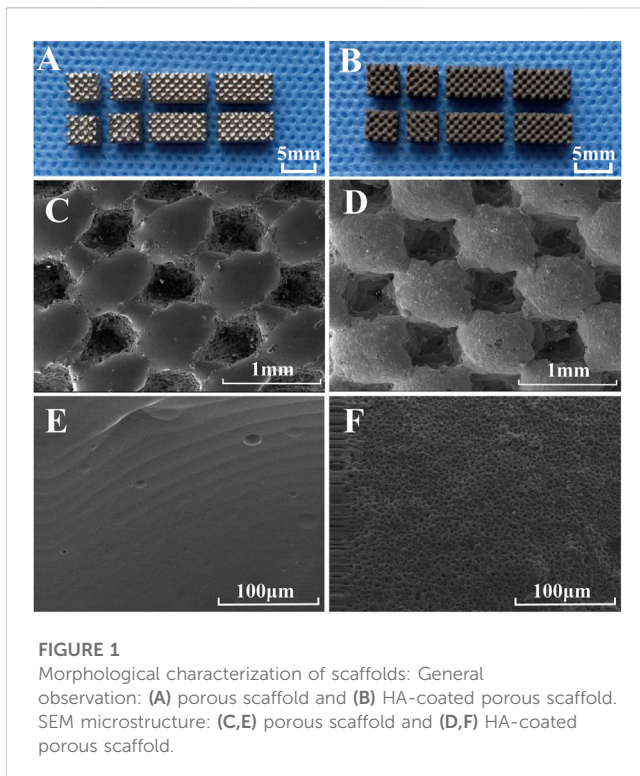 A
B
5mm
5mm
C
D
1mm
1mm
E
F
100μm
100μm
FIGURE 1
Morphological characterization of scaffolds: General
observation: (A) porous scaffold and (B) HA-coated porous scaffold.
SEM microstructure: (C,E) porous scaffold and (D,F) HA-coated
porous scaffold.